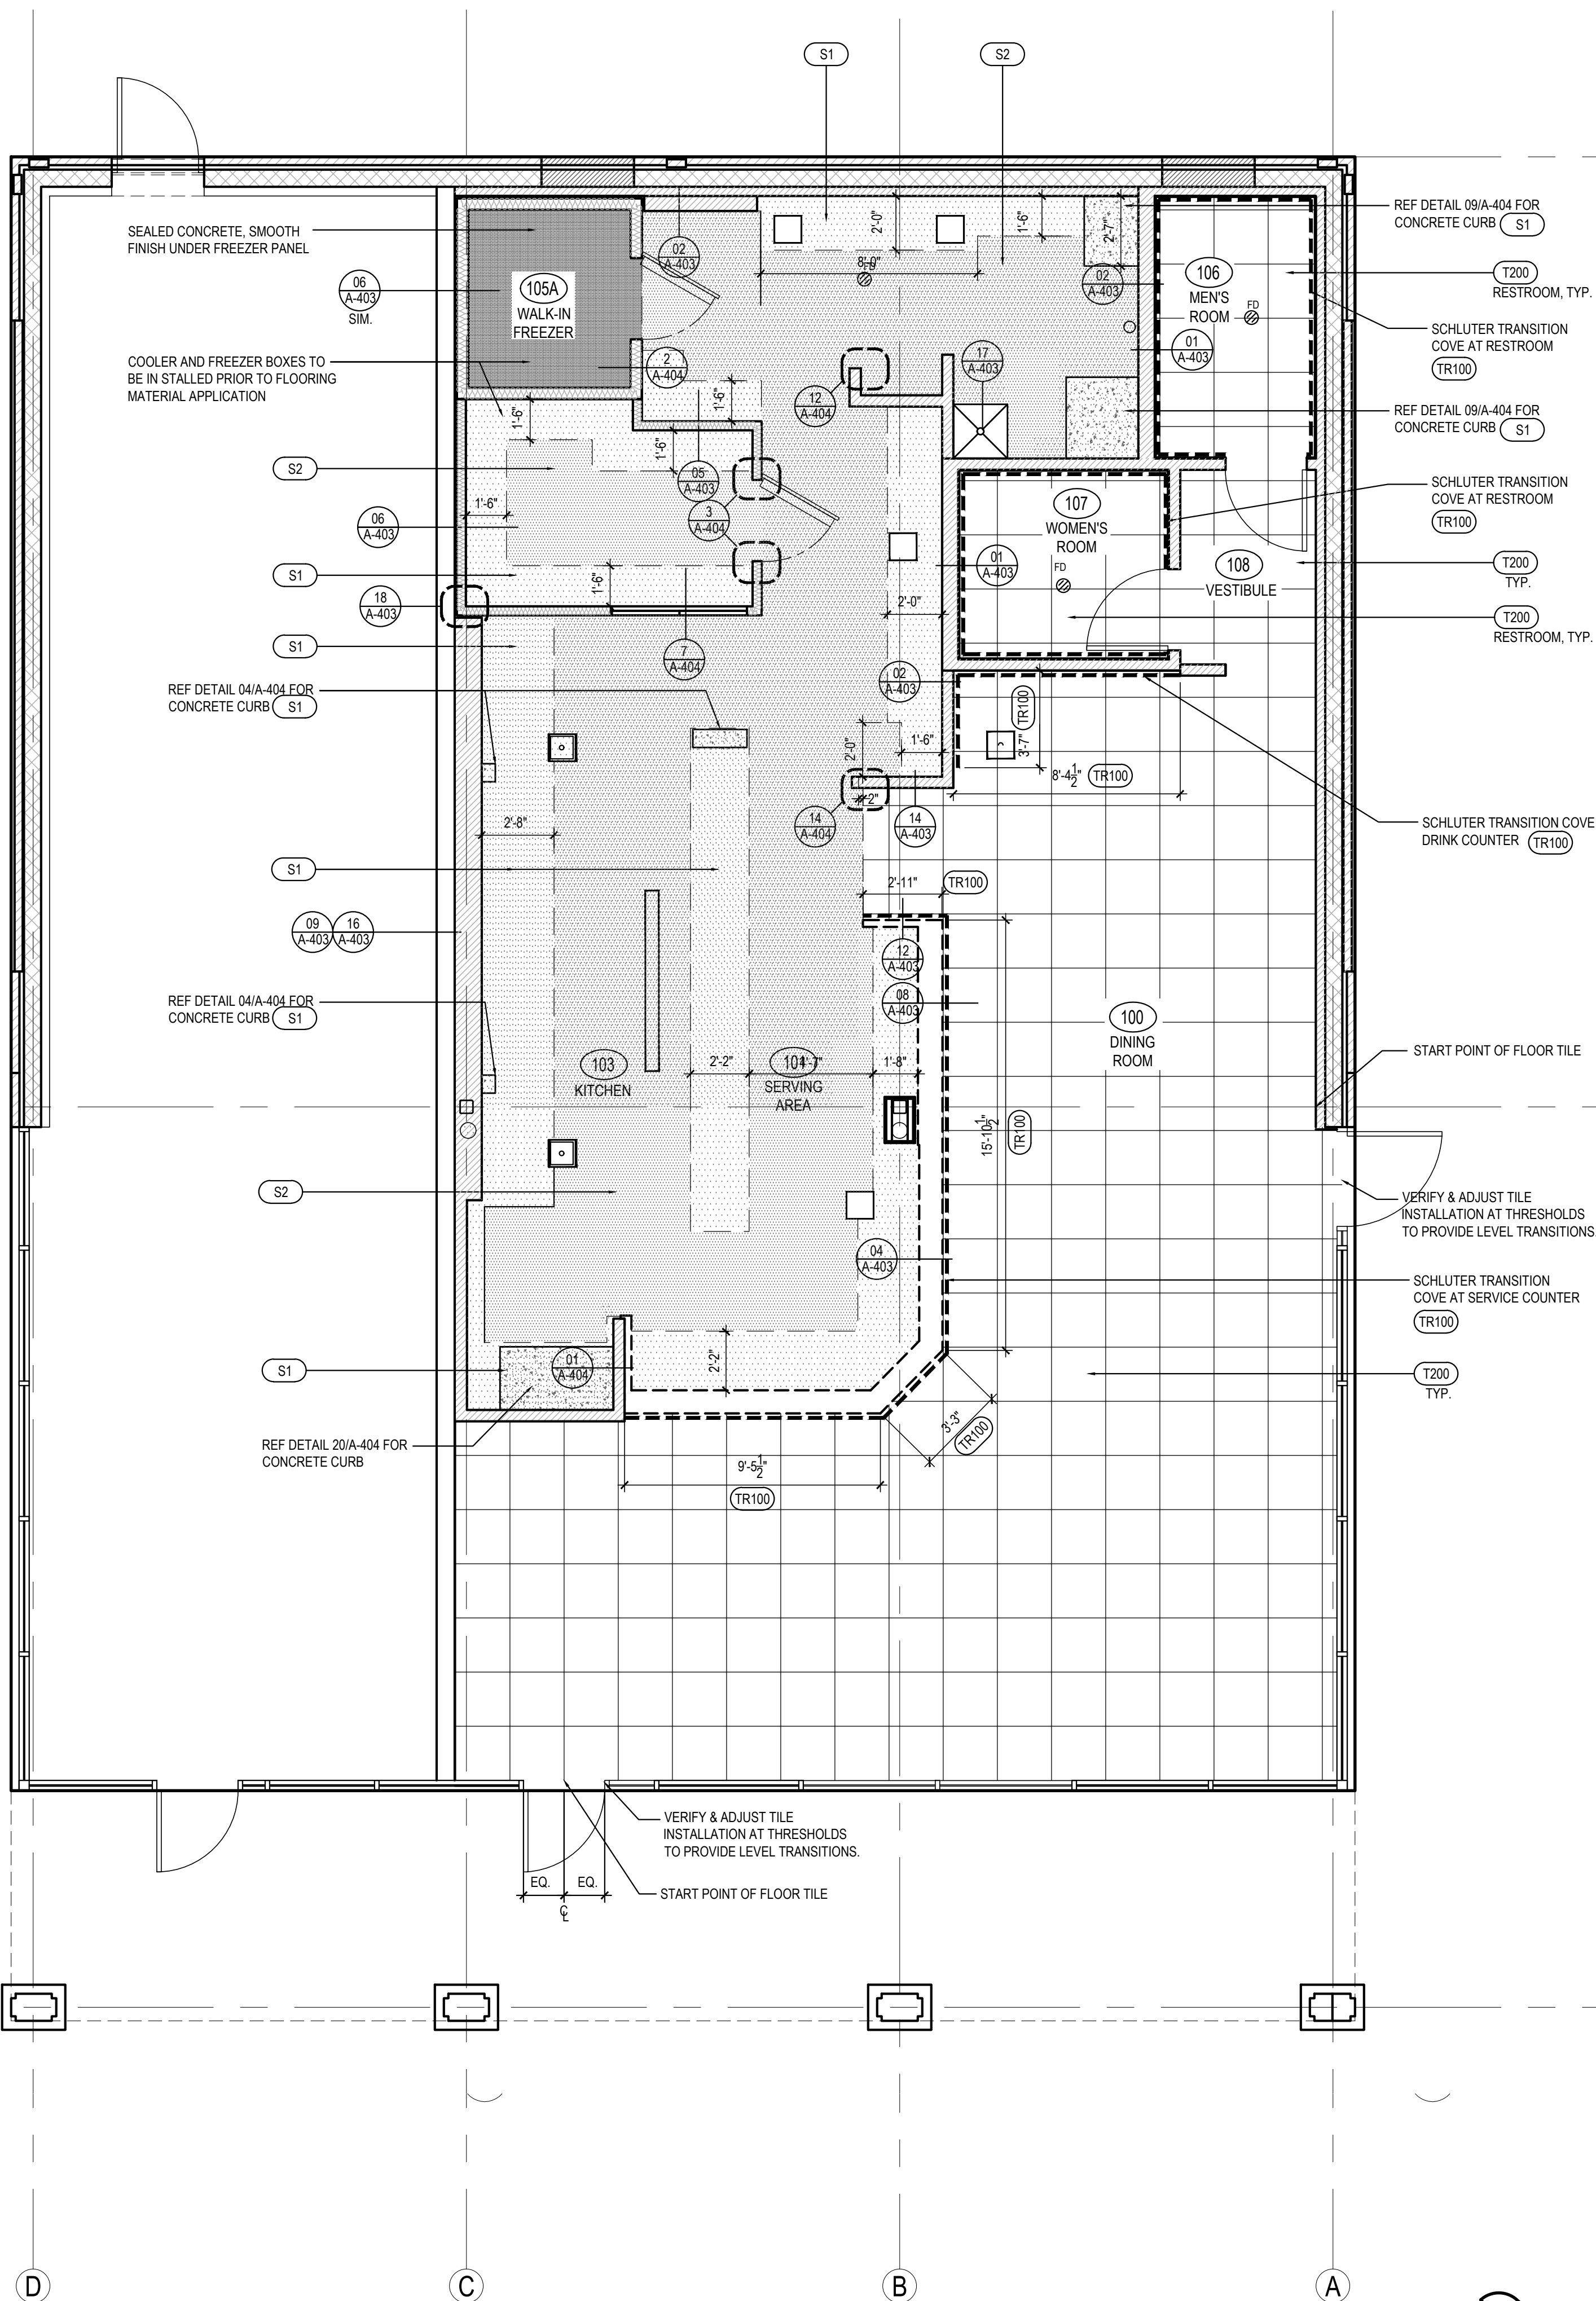 S1
S2
SEALED CONCRETE, SMOOTH
FINISH UNDER FREEZER PANEL
06
A-403
SIM.
COOLER AND FREEZER BOXES TO
BE IN STALLED PRIOR TO FLOORING
MATERIAL APPLICATION
105A
WALK-IN
FREEZER
02
A-403
2
A-404
2'-0"
1'-6"
2'-7"
8'-0"
FD
02
A-403
106
MEN'S
ROOM
FD
01
A-403
17
A-403
12
A-404
REF DETAIL 09/A-404 FOR
CONCRETE CURB S1
T200
RESTROOM, TYP.
SCHLUTER TRANSITION
COVE AT RESTROOM
TR100
REF DETAIL 09/A-404 FOR
CONCRETE CURB S1
SCHLUTER TRANSITION
COVE AT RESTROOM
TR100
T200
TYP.
T200
RESTROOM, TYP.
1'-6"
1'-6"
1'-6"
1'-6"
1'-6"
S2
06
A-403
S1
18
A-403
S1
05
A-403
3
A-404
7
A-404
107
WOMEN'S
ROOM
FD
01
A-403
108
VESTIBULE
2'-0"
02
A-403
REF DETAIL 04/A-404 FOR
CONCRETE CURB S1
2'-0"
1'-6"
TR100
3'-7"
8'-4 1/2" TR100
2"
14
A-404
14
A-403
SCHLUTER TRANSITION COVE
DRINK COUNTER TR100
2'-8"
S1
2'-11" TR100
09
A-403
16
A-403
12
A-403
08
A-403
REF DETAIL 04/A-404 FOR
CONCRETE CURB S1
100
DINING
ROOM
START POINT OF FLOOR TILE
103
KITCHEN
2'-2"
SERVING
AREA
1'-8"
15'-10 1/2"
TR100
S2
VERIFY & ADJUST TILE
INSTALLATION AT THRESHOLDS
TO PROVIDE LEVEL TRANSITIONS.
04
A-403
SCHLUTER TRANSITION
COVE AT SERVICE COUNTER
TR100
S1
01
A-404
2'-2"
T200
TYP.
3'-3"
TR100
REF DETAIL 20/A-404 FOR
CONCRETE CURB
9'-5 1/2"
TR100
VERIFY & ADJUST TILE
INSTALLATION AT THRESHOLDS
TO PROVIDE LEVEL TRANSITIONS.
EQ. EQ.
START POINT OF FLOOR TILE
D
C
B
A